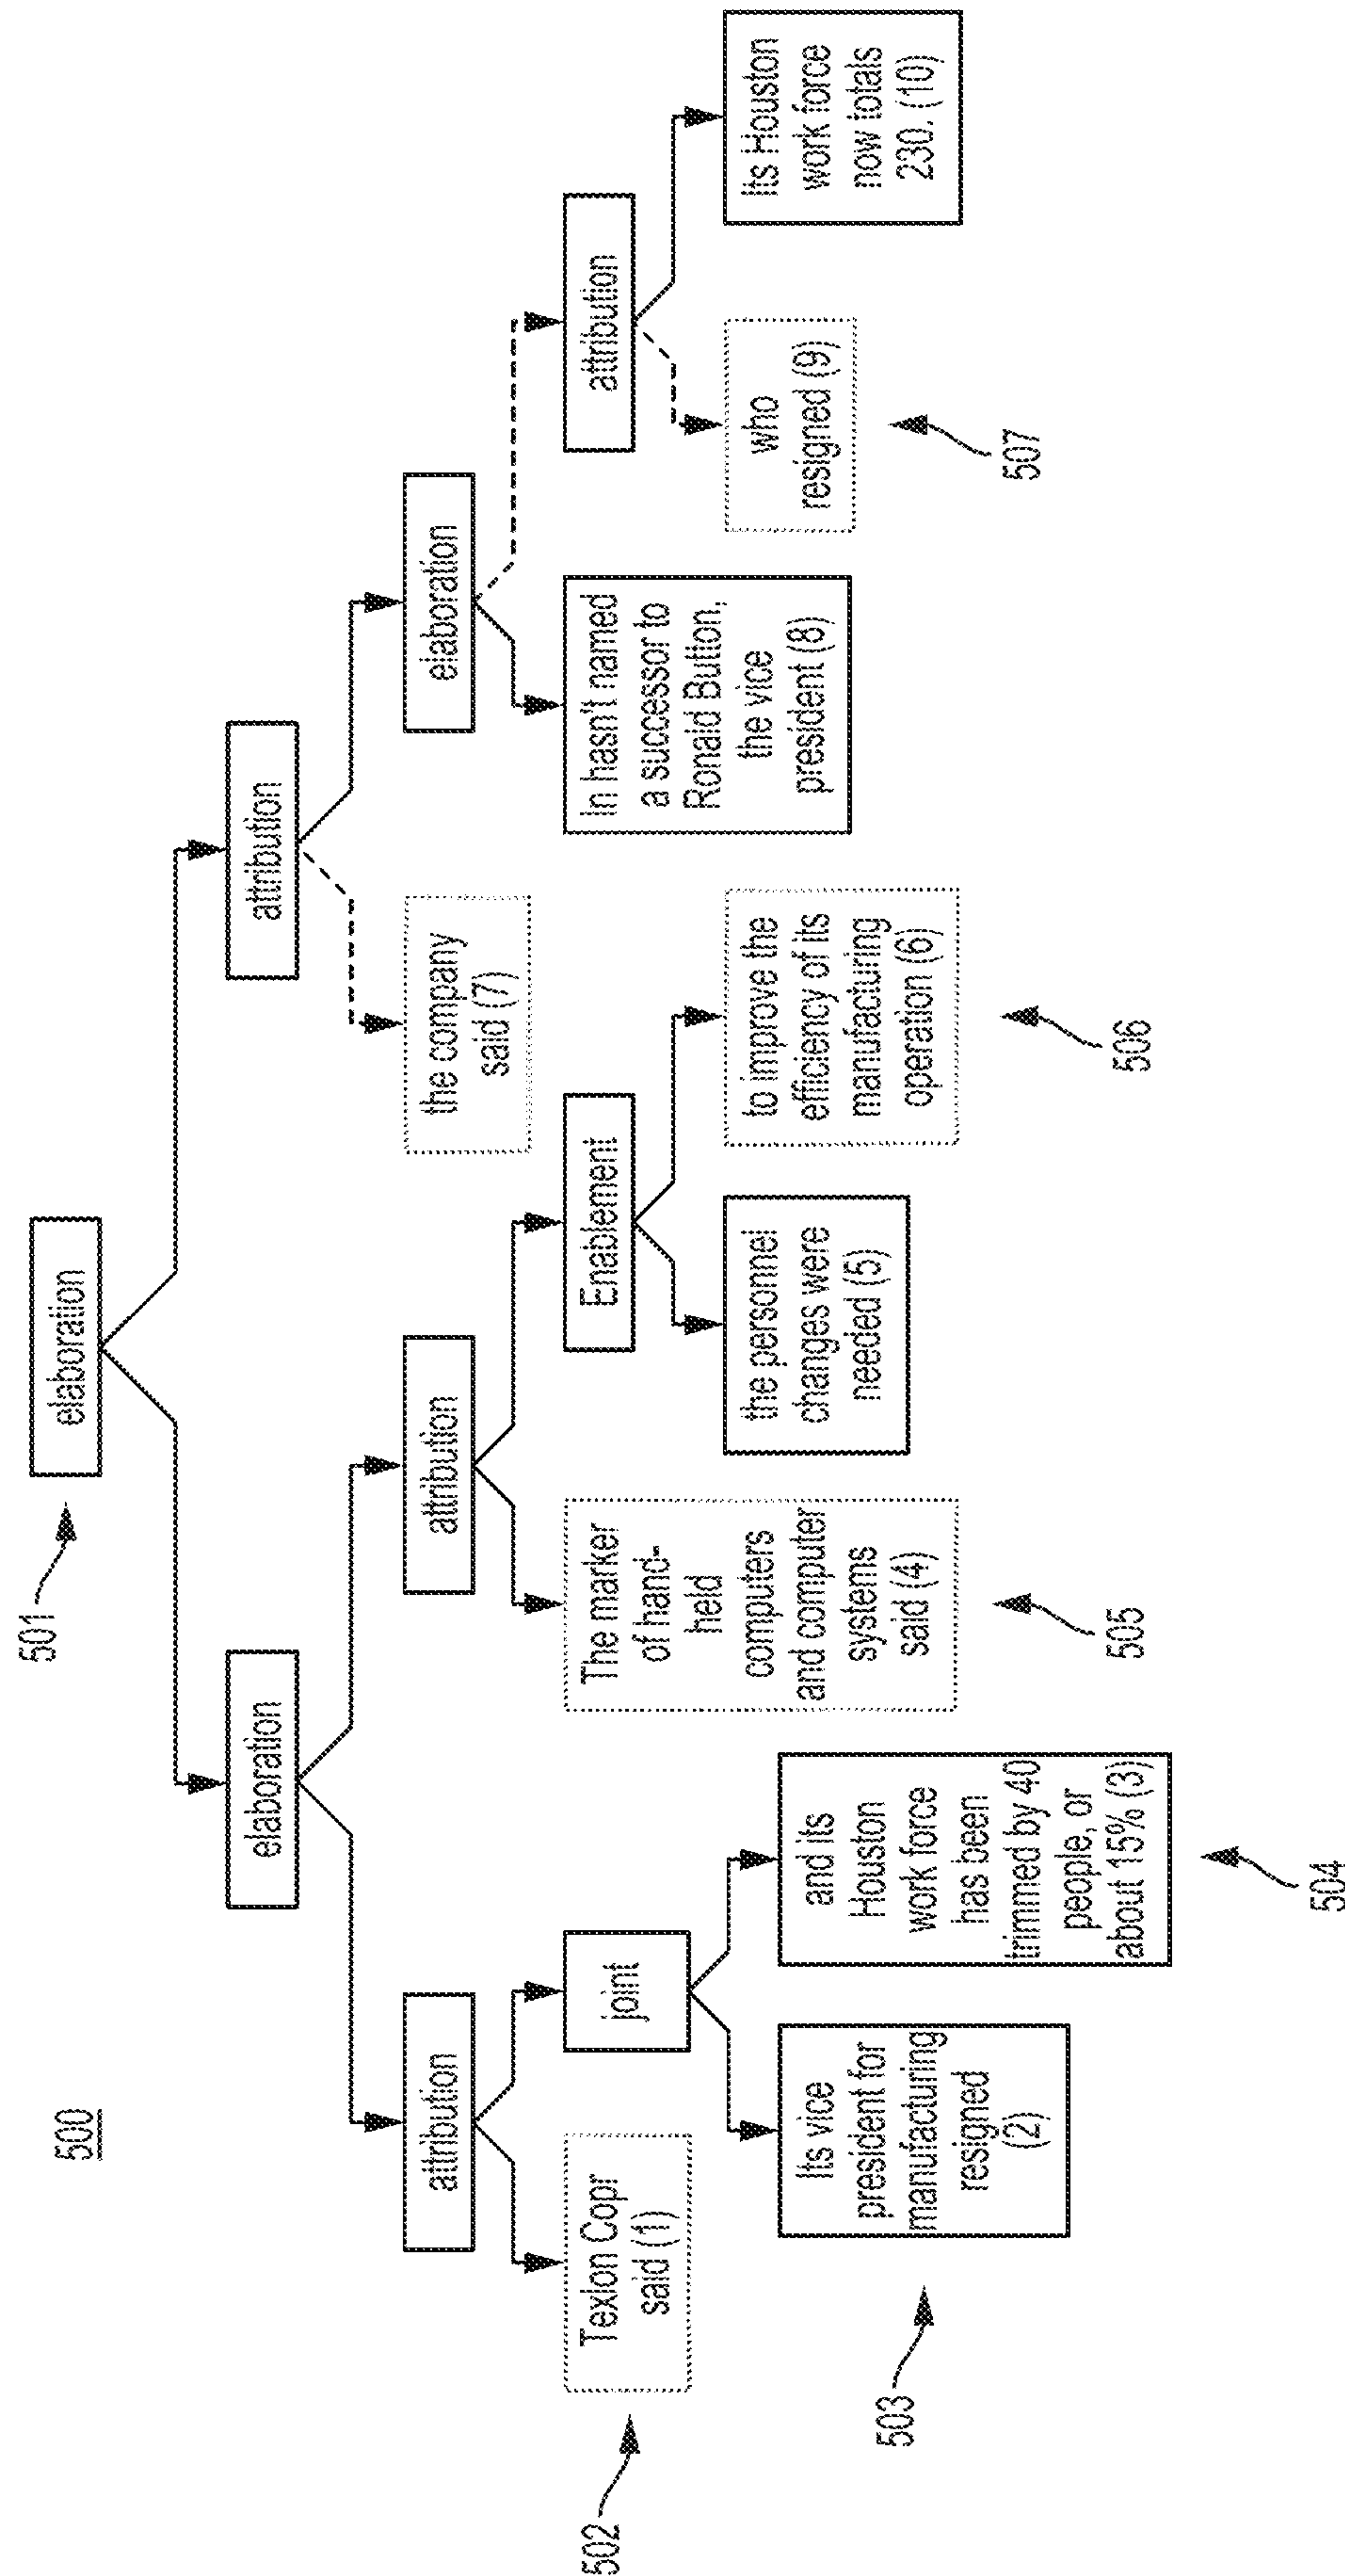 500
501
elaboration
elaboration
attribution
attribution
attribution
the company
said (7)
elaboration
502
Texlon Copr
said (1)
joint
The marker
of hand-
held
computers
and computer
systems
said (4)
505
Enablement
In hasn't named
a successor to
Ronald Bution,
the vice
president (8)
attribution
503
Its vice
president for
manufacturing
resigned
(2)
and its
Houston
work force
has been
trimmed by 40
people, or
about 15% (3)
504
the personnel
changes were
needed (5)
to improve the
efficiency of its
manufacturing
operation (6)
506
who
resigned (9)
507
Its Houston
work force
now totals
230. (10)